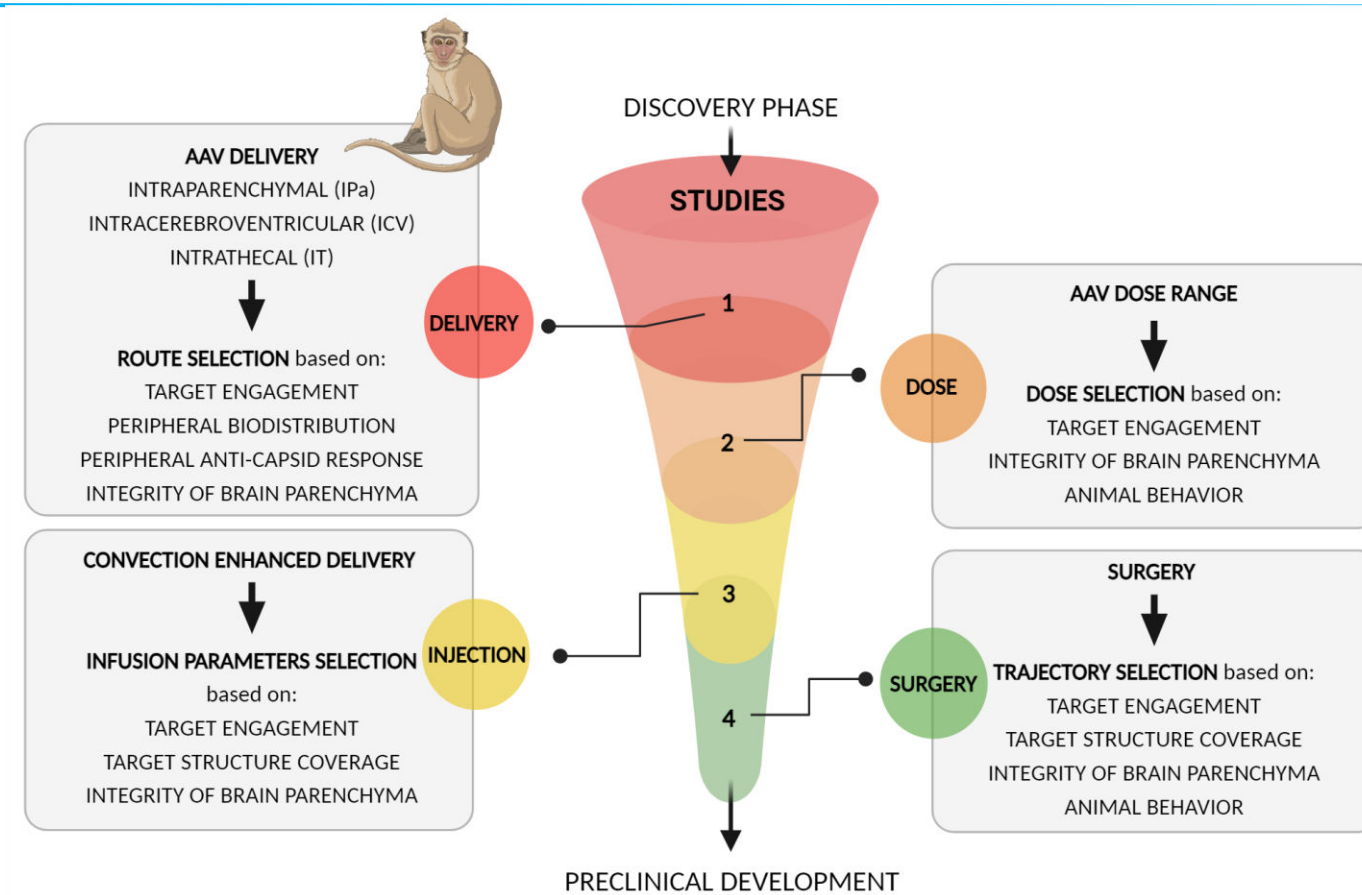 DISCOVERY PHASE
STUDIES
1
2
3
4
PRECLINICAL DEVELOPMENT
AAV DELIVERY
INTRAPARENCHYMAL (IPa)
INTRACEREBROVENTRICULAR (ICV)
INTRATHECAL (IT)
ROUTE SELECTION based on:
TARGET ENGAGEMENT
PERIPHERAL BIODISTRIBUTION
PERIPHERAL ANTI-CAPSID RESPONSE
INTEGRITY OF BRAIN PARENCHYMA
DELIVERY
AAV DOSE RANGE
DOSE SELECTION based on:
TARGET ENGAGEMENT
INTEGRITY OF BRAIN PARENCHYMA
ANIMAL BEHAVIOR
DOSE
CONVECTION ENHANCED DELIVERY
INFUSION PARAMETERS SELECTION
based on:
TARGET ENGAGEMENT
TARGET STRUCTURE COVERAGE
INTEGRITY OF BRAIN PARENCHYMA
INJECTION
SURGERY
TRAJECTORY SELECTION based on:
TARGET ENGAGEMENT
TARGET STRUCTURE COVERAGE
INTEGRITY OF BRAIN PARENCHYMA
ANIMAL BEHAVIOR
SURGERY